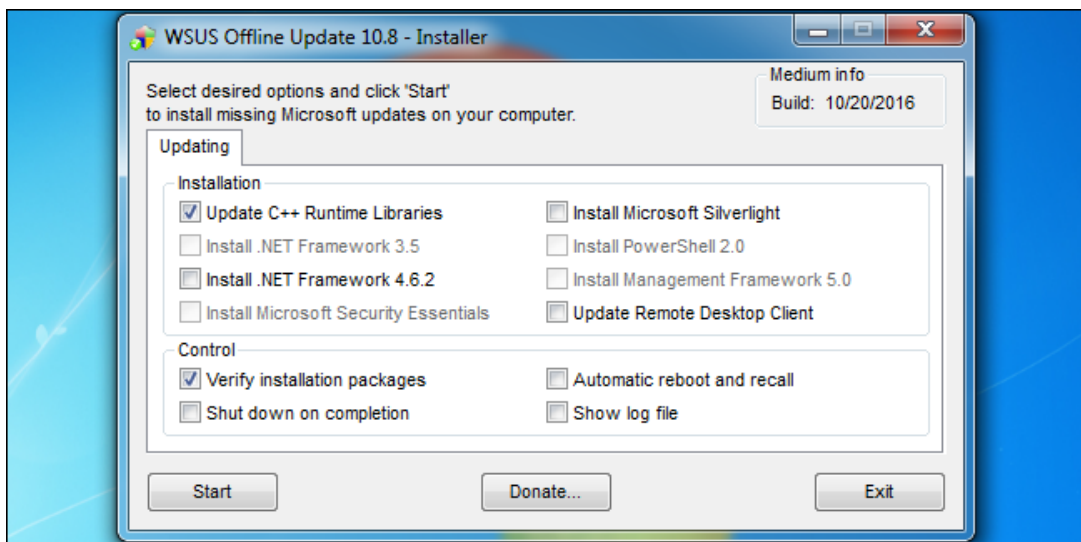 WSUS Offline Update 10.8 - Installer
Select desired options and click 'Start'
to install missing Microsoft updates on your computer.
Medium info
Build: 10/20/2016
Updating
Installation
Update C++ Runtime Libraries
Install Microsoft Silverlight
Install .NET Framework 3.5
Install PowerShell 2.0
Install .NET Framework 4.6.2
Install Management Framework 5.0
Install Microsoft Security Essentials
Update Remote Desktop Client
Control
Verify installation packages
Automatic reboot and recall
Shut down on completion
Show log file
Start
Donate...
Exit